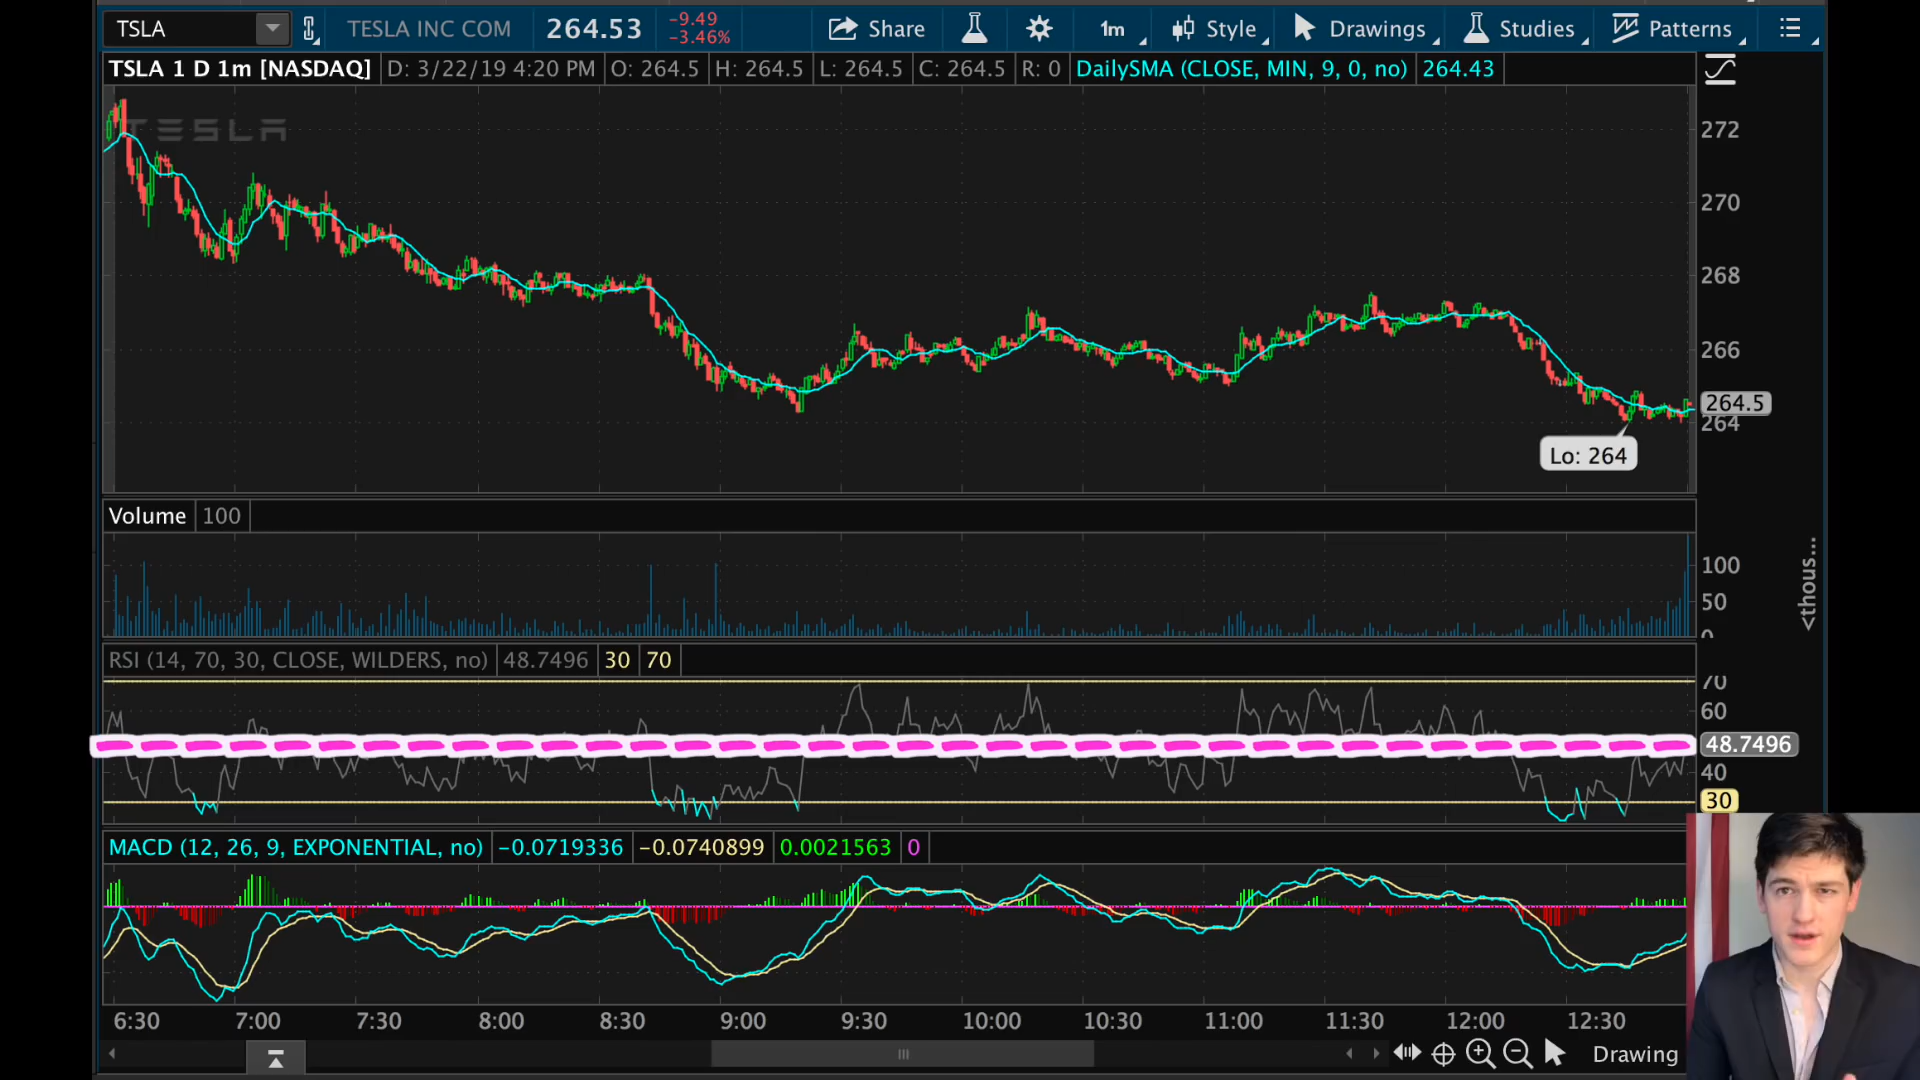 TSLA TESLA INC COM 264.53 -9.49 -3.46% Share 1m Style Drawings Studies Patterns
TSLA 1 D 1m [NASDAQ] D: 3/22/19 4:20 PM O: 264.5 H: 264.5 L: 264.5 C: 264.5 R: 0 DailySMA (CLOSE, MIN, 9, 0, no) 264.43
TESLA
272
270
268
266
264.5
264
Lo: 264
Volume 100
100
50
0
<thous...
RSI (14, 70, 30, CLOSE, WILDERS, no) 48.7496 30 70
70
60
48.7496
40
30
MACD (12, 26, 9, EXPONENTIAL, no) -0.0719336 -0.0740899 0.0021563 0
6:30 7:00 7:30 8:00 8:30 9:00 9:30 10:00 10:30 11:00 11:30 12:00 12:30
Drawing